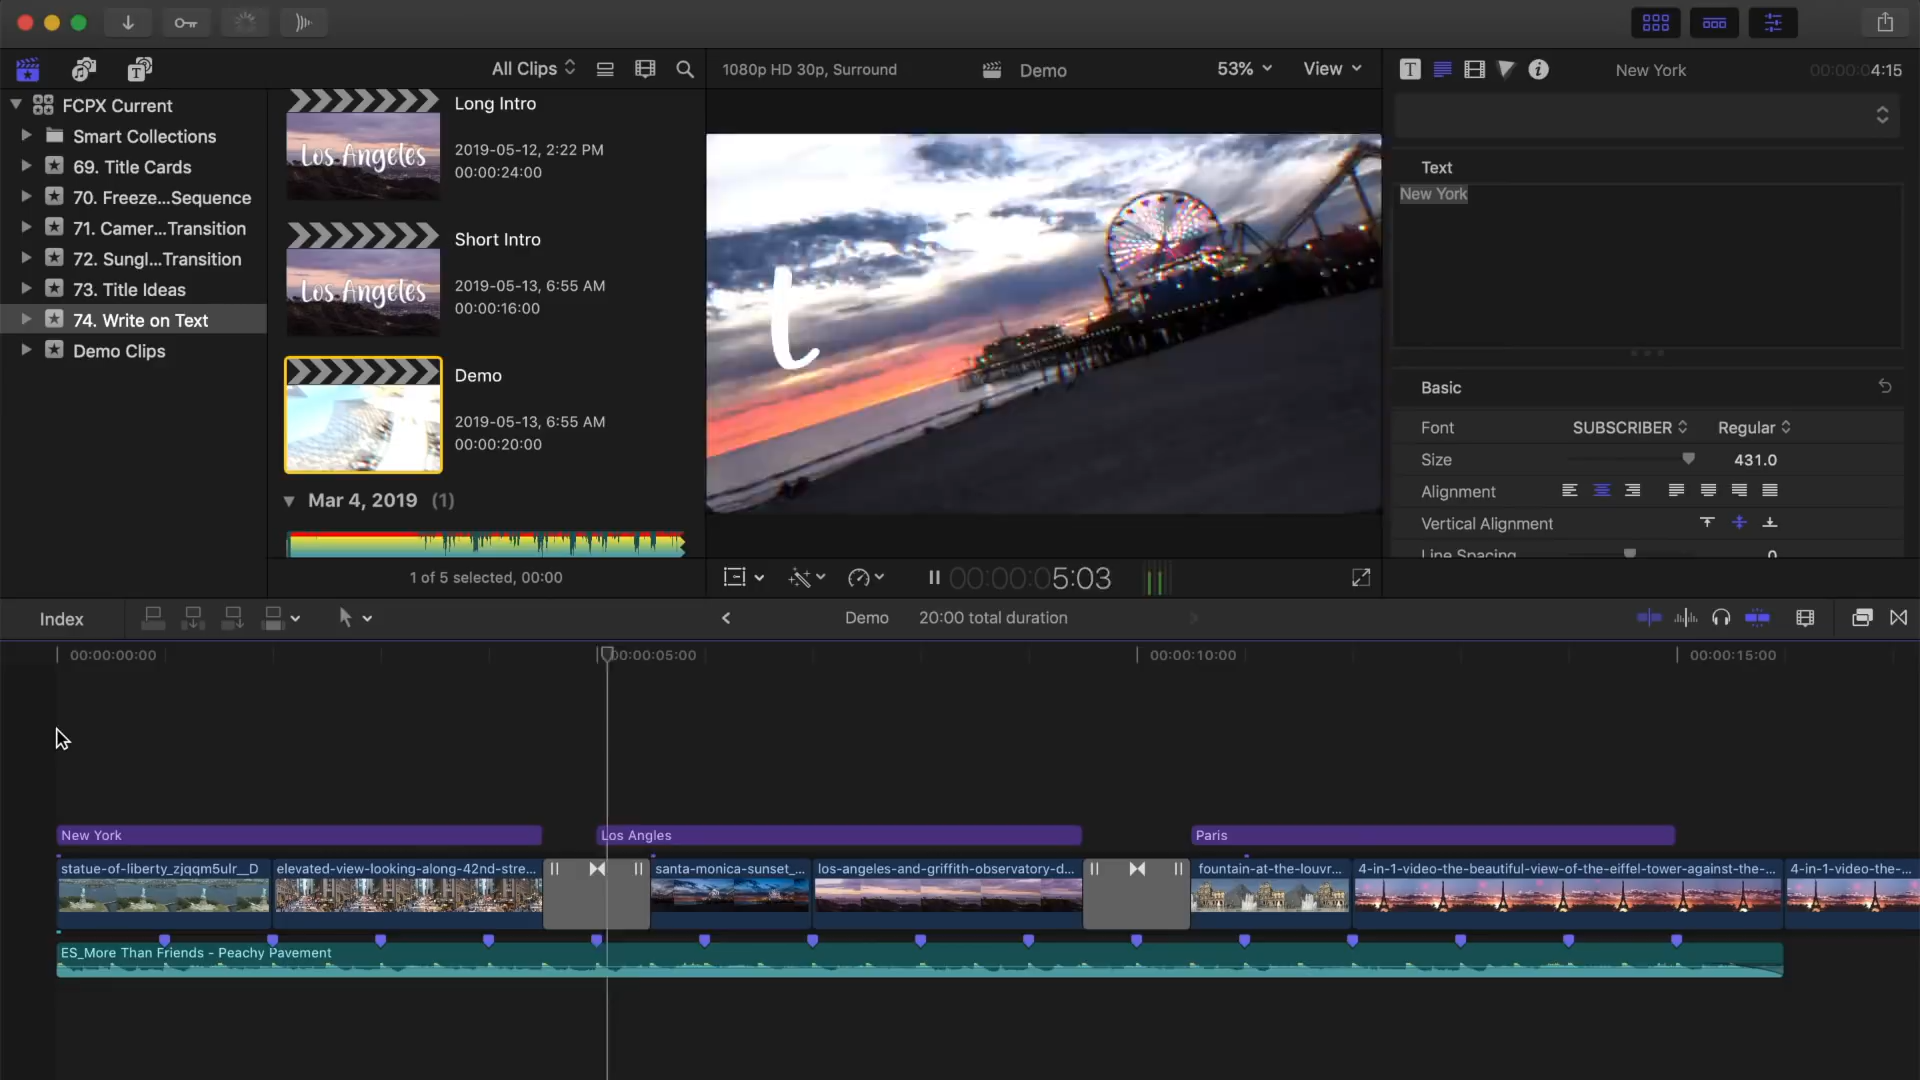 All Clips
1080p HD 30p, Surround
Demo
53%
View
New York
00:00:04:15
FCPX Current
Smart Collections
69. Title Cards
70. Freeze...Sequence
71. Camer...Transition
72. Sungl...Transition
73. Title Ideas
74. Write on Text
Demo Clips
Long Intro
2019-05-12, 2:22 PM
00:00:24:00
Los Angeles
Short Intro
2019-05-13, 6:55 AM
00:00:16:00
Los Angeles
Demo
2019-05-13, 6:55 AM
00:00:20:00
Mar 4, 2019 (1)
1 of 5 selected, 00:00
00:00:05:03
Text
New York
Basic
Font SUBSCRIBER Regular
Size 431.0
Alignment
Vertical Alignment
Line Spacing 0
Index
Demo 20:00 total duration
00:00:00:00
00:00:05:00
00:00:10:00
00:00:15:00
New York
Los Angles
Paris
statue-of-liberty_zjqqm5ulr__D
elevated-view-looking-along-42nd-stre...
santa-monica-sunset_...
los-angeles-and-griffith-observatory-d...
fountain-at-the-louvr...
4-in-1-video-the-beautiful-view-of-the-eiffel-tower-against-the-...
4-in-1-video-the-...
ES_More Than Friends - Peachy Pavement